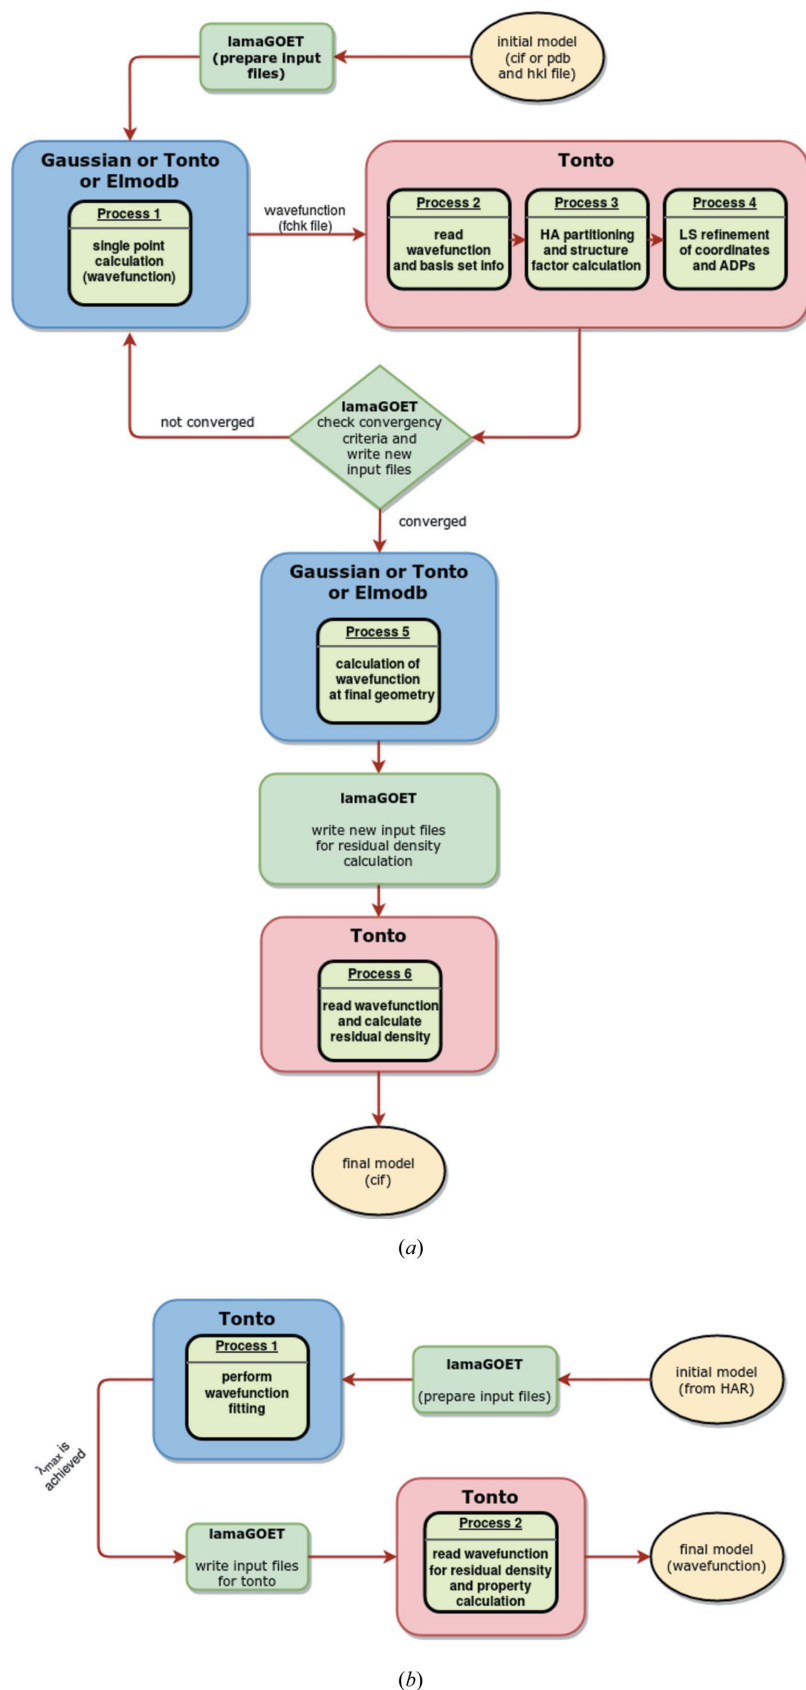 lamaGOET
(prepare input
files)
initial model
(cif or pdb
and hkl file)
Gaussian or Tonto
or Elmodb
Process 1
single point
calculation
(wavefunction)
wavefunction
(fchk file)
Tonto
Process 2
read
wavefunction
and basis set info
Process 3
HA partitioning
and structure
factor calculation
Process 4
LS refinement
of coordinates
and ADPs
not converged
lamaGOET
check convergency
criteria and
write new
input files
converged
Gaussian or Tonto
or Elmodb
Process 5
calculation of
wavefunction
at final geometry
lamaGOET
write new input files
for residual density
calculation
Tonto
Process 6
read wavefunction
and calculate
residual density
final model
(cif)
(a)
Tonto
Process 1
perform
wavefunction
fitting
lamaGOET
(prepare input files)
initial model
(from HAR)
λmax is
achieved
lamaGOET
write input files
for tonto
Tonto
Process 2
read wavefunction
for residual density
and property
calculation
final model
(wavefunction)
(b)